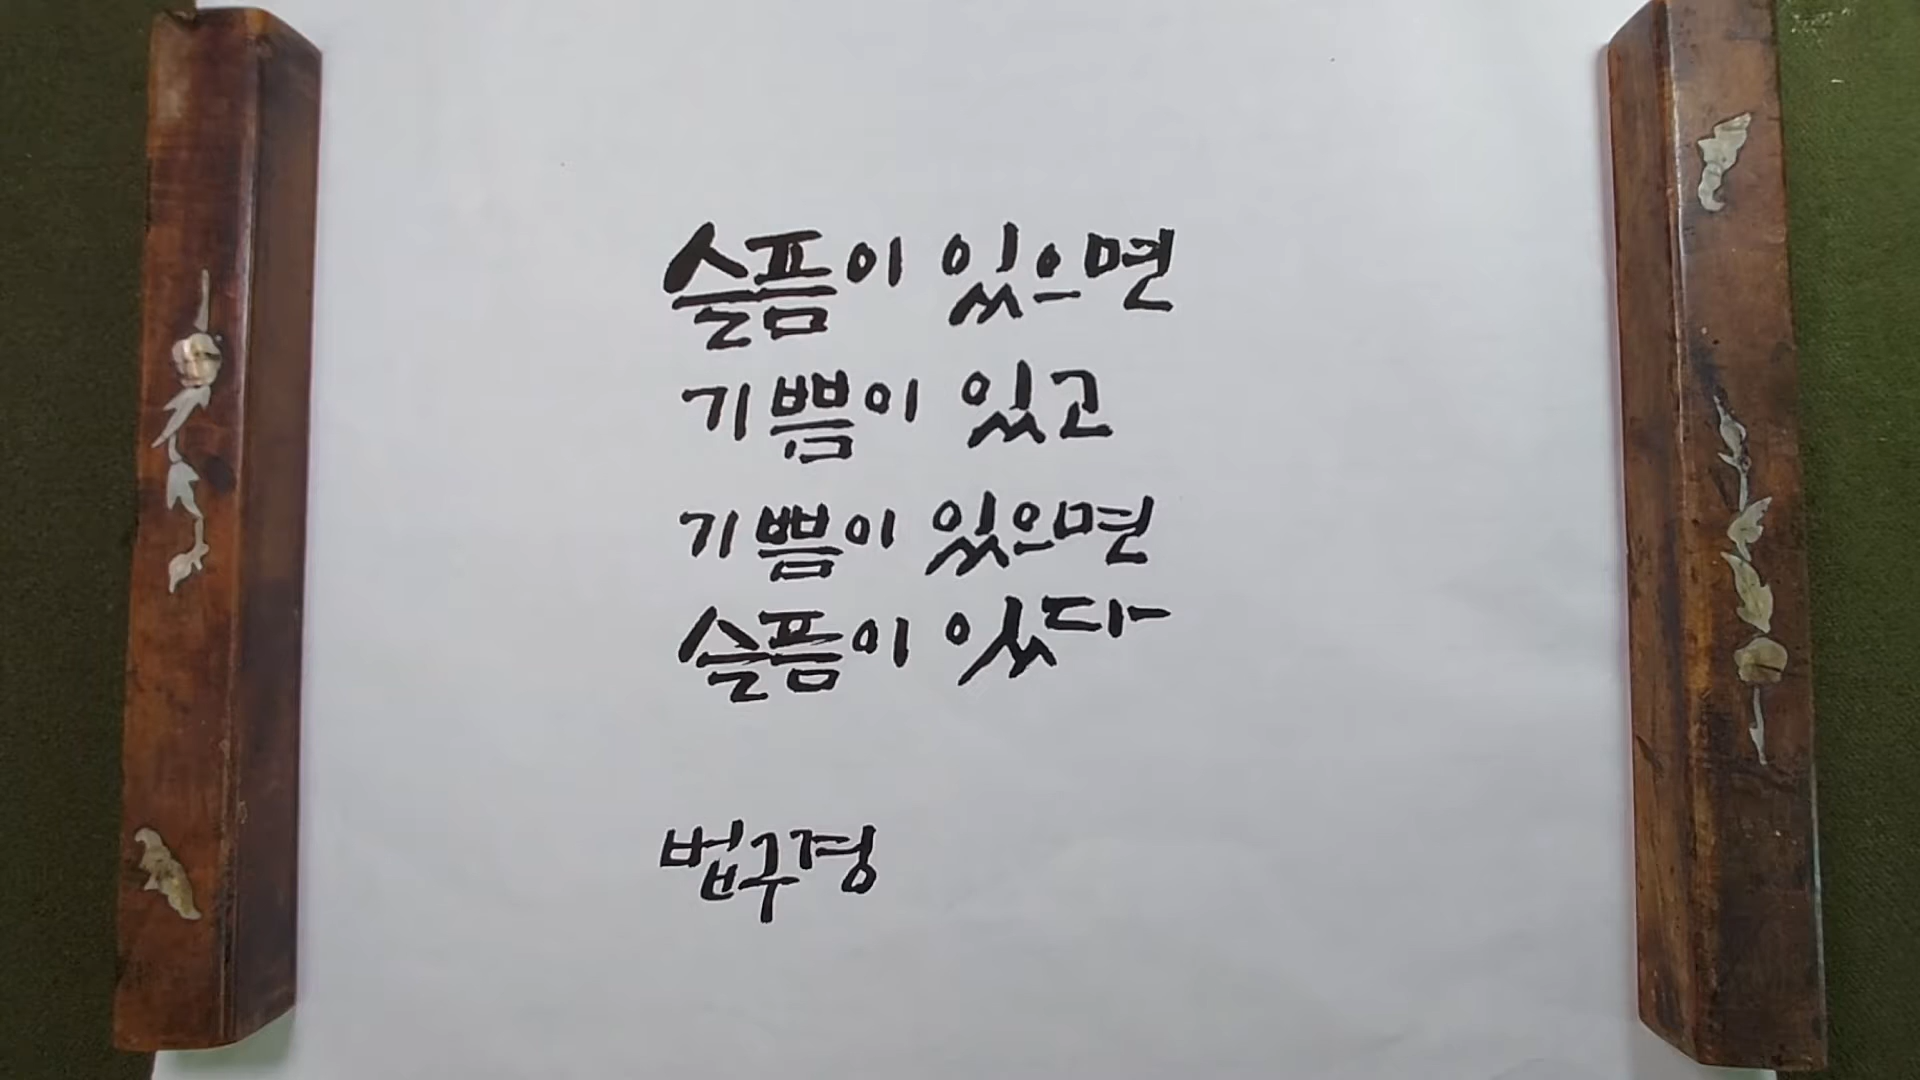 슬픔이 있으면
기쁨이 있고
기쁨이 있으면
슬픔이 있다
법구경